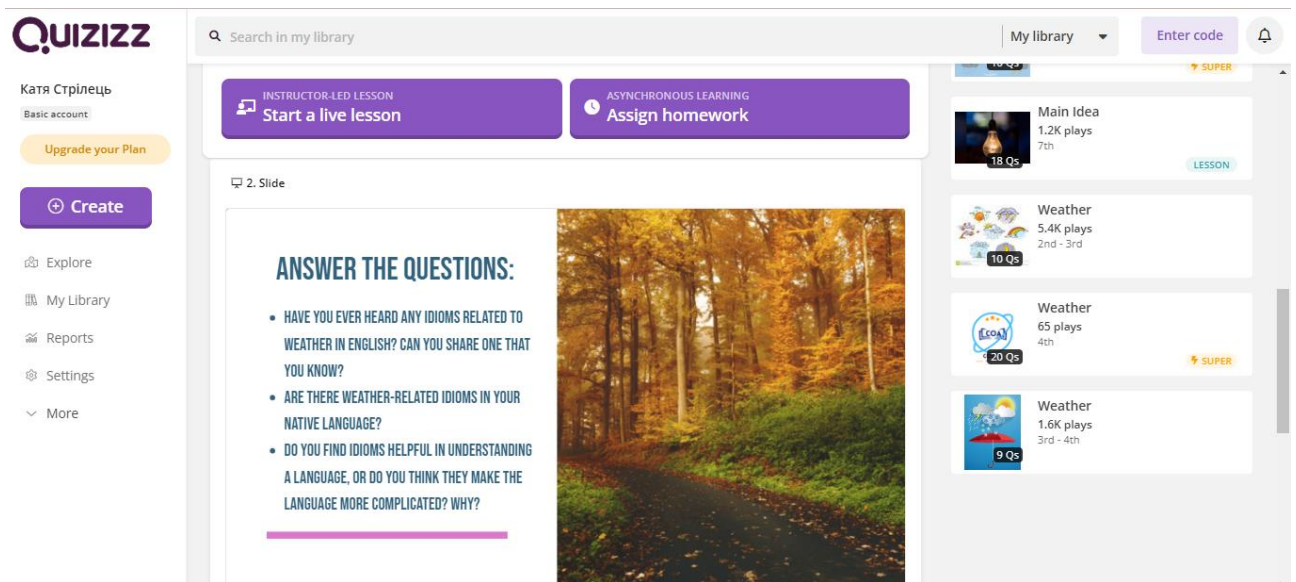 QUIZIZZ
Search in my library
My library
Enter code
Катя Стрілець
Basic account
Upgrade your Plan
Create
Explore
My Library
Reports
Settings
More
INSTRUCTOR-LED LESSON
Start a live lesson
ASYNCHRONOUS LEARNING
Assign homework
2. Slide
ANSWER THE QUESTIONS:
• HAVE YOU EVER HEARD ANY IDIOMS RELATED TO
WEATHER IN ENGLISH? CAN YOU SHARE ONE THAT
YOU KNOW?
• ARE THERE WEATHER-RELATED IDIOMS IN YOUR
NATIVE LANGUAGE?
• DO YOU FIND IDIOMS HELPFUL IN UNDERSTANDING
A LANGUAGE, OR DO YOU THINK THEY MAKE THE
LANGUAGE MORE COMPLICATED? WHY?
SUPER
Main Idea
1.2K plays
7th
18 Qs
LESSON
Weather
5.4K plays
2nd - 3rd
10 Qs
Weather
65 plays
4th
20 Qs
SUPER
Weather
1.6K plays
3rd - 4th
9 Qs